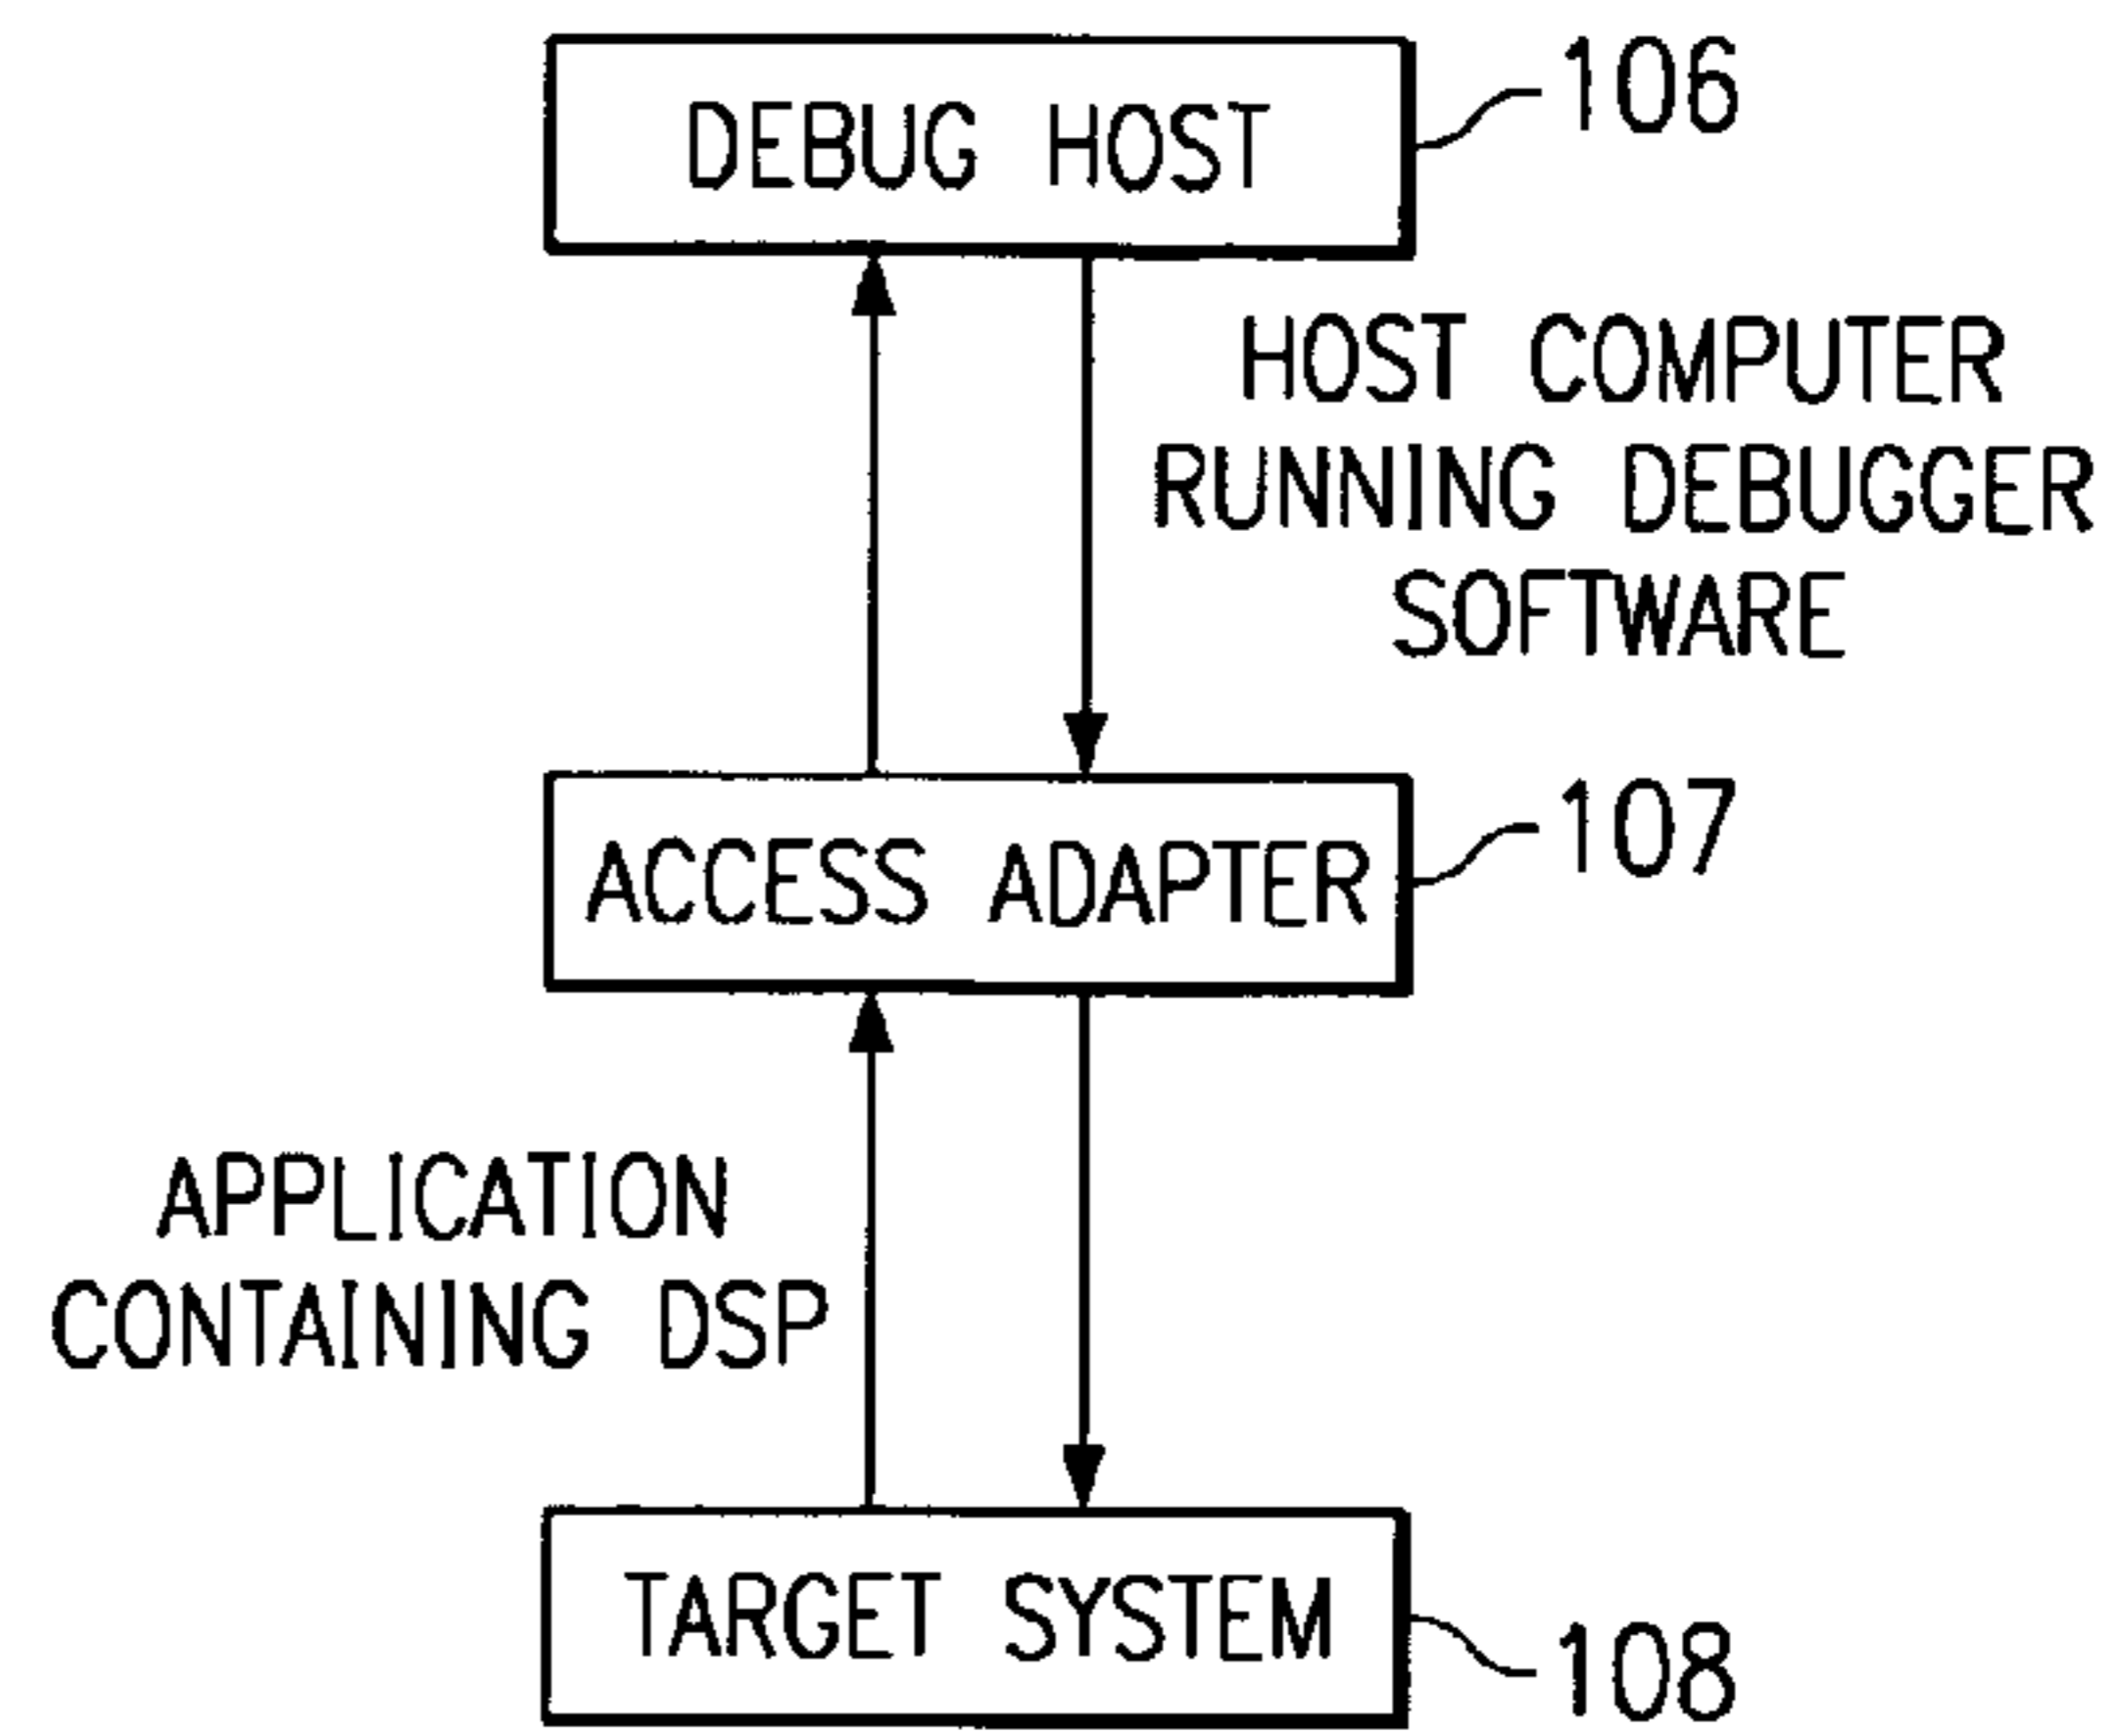 DEBUG HOST
106
HOST COMPUTER
RUNNING DEBUGGER
SOFTWARE
ACCESS ADAPTER
107
APPLICATION
CONTAINING DSP
TARGET SYSTEM
108